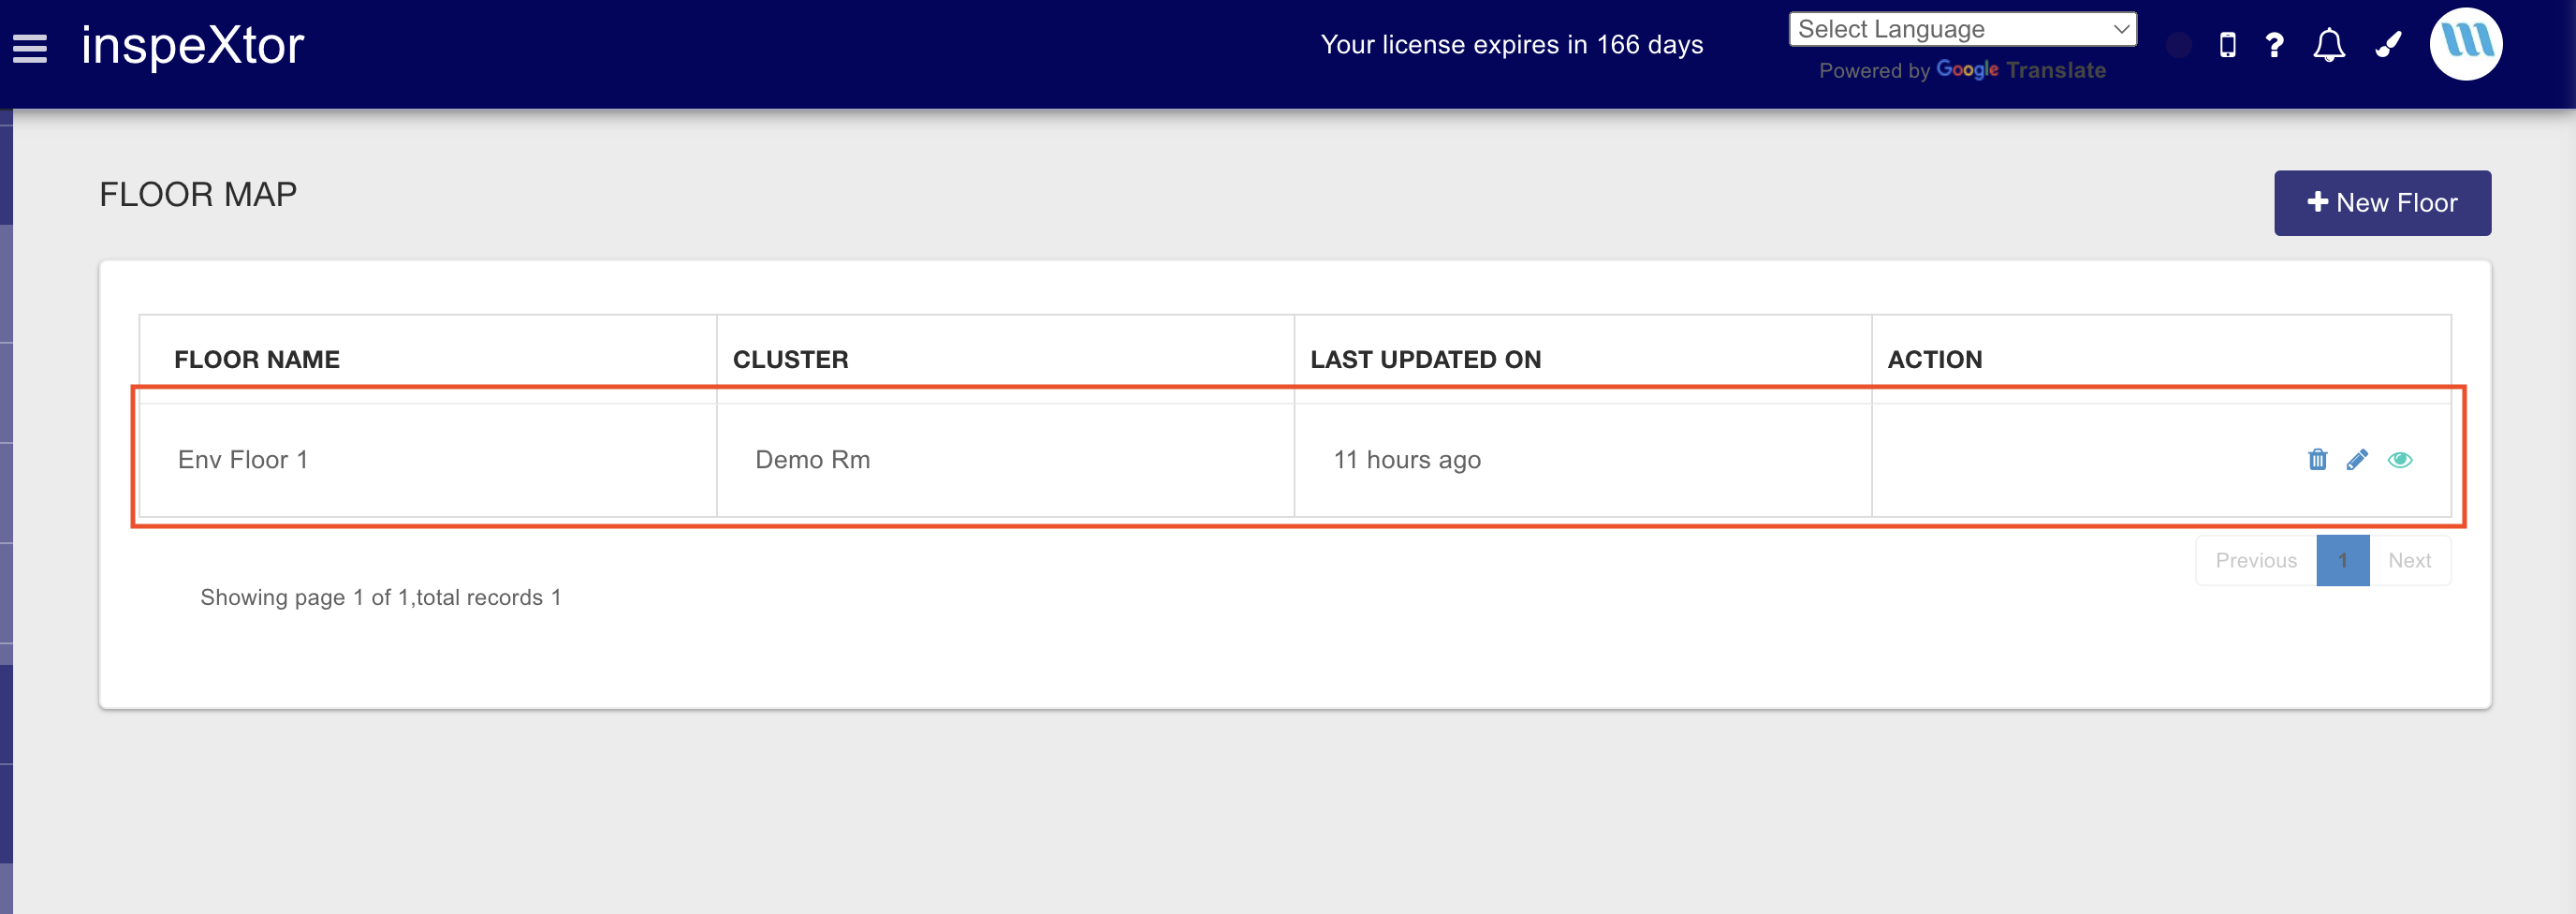 inspeXtor
Your license expires in 166 days
Select Language
Powered by Google Translate
FLOOR MAP
New Floor
FLOOR NAME CLUSTER LAST UPDATED ON ACTION
Env Floor 1 Demo Rm 11 hours ago
Previous 1 Next
Showing page 1 of 1,total records 1